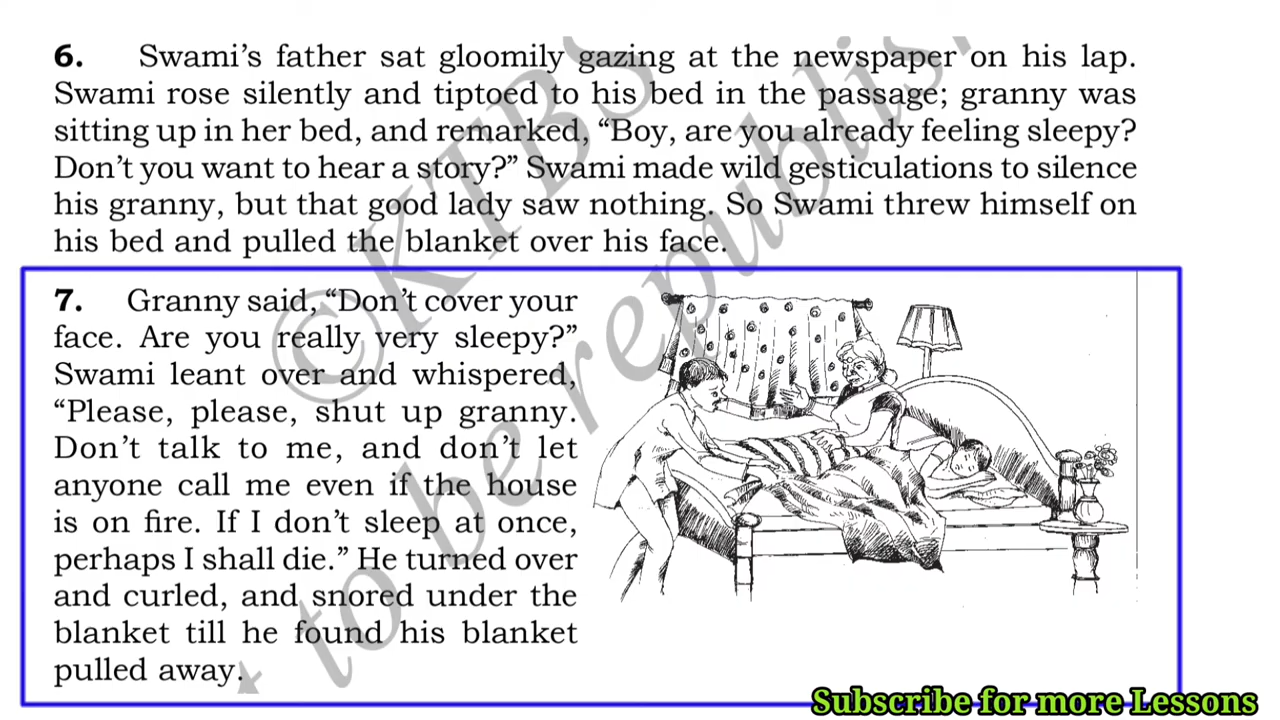 6. Swami's father sat gloomily gazing at the newspaper on his lap.
Swami rose silently and tiptoed to his bed in the passage; granny was
sitting up in her bed, and remarked, “Boy, are you already feeling sleepy?
Don't you want to hear a story?” Swami made wild gesticulations to silence
his granny, but that good lady saw nothing. So Swami threw himself on
his bed and pulled the blanket over his face.
7. Granny said, “Don't cover your
face. Are you really very sleepy?”
Swami leant over and whispered,
“Please, please, shut up granny.
Don't talk to me, and don't let
anyone call me even if the house
is on fire. If I don't sleep at once,
perhaps I shall die.” He turned over
and curled, and snored under the
blanket till he found his blanket
pulled away.
©KTBS
to be republis
Subscribe for more Lessons